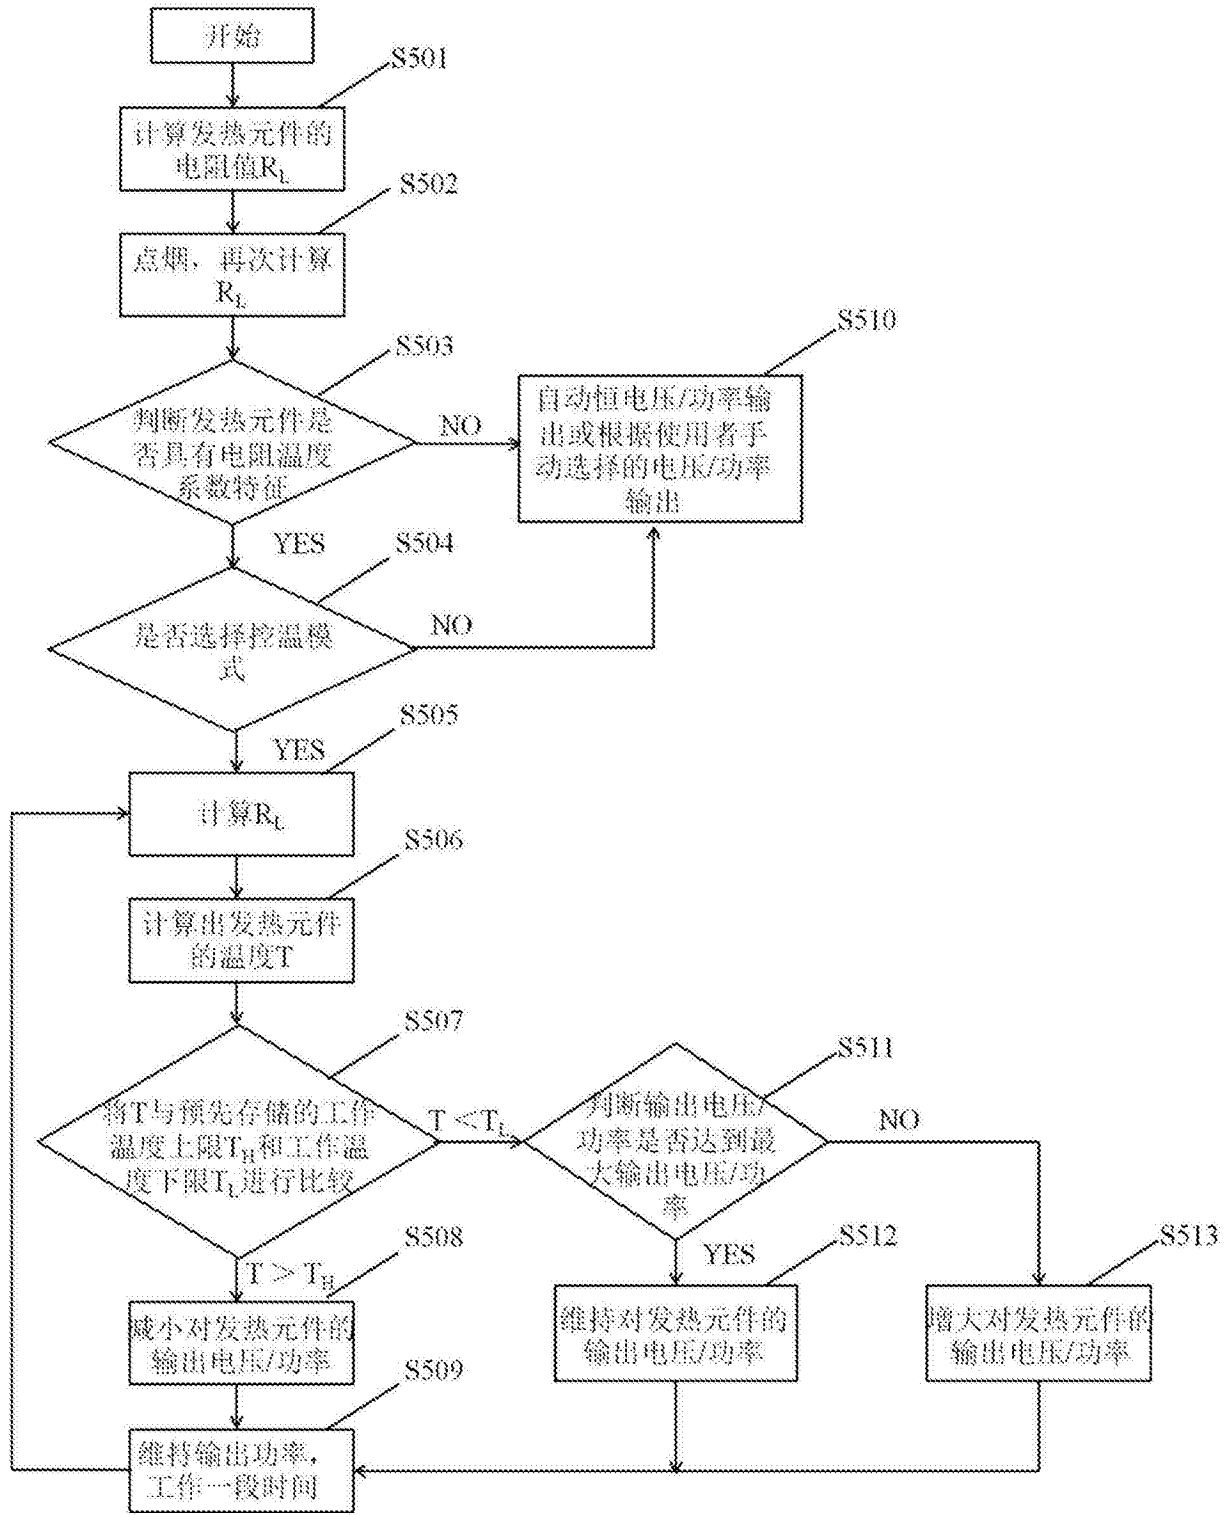 开始
S501
计算发热元件的
电阻值R_L
S502
点烟，再次计算
R_L
S503
判断发热元件是
否具有电阻温度
系数特征
NO
S510
自动恒电压/功率输
出或根据使用者手
动选择的电压/功率
输出
YES
S504
是否选择控温模
式
NO
YES
S505
计算R_L
S506
计算出发热元件
的温度T
S507
将T与预先存储的工作
温度上限T_H和工作温
度下限T_L进行比较
T＜T_L
S511
判断输出电压/
功率是否达到最
大输出电压/功
率
NO
T＞T_H
S508
减小对发热元件的
输出电压/功率
YES
S512
维持对发热元件的
输出电压/功率
S513
增大对发热元件的
输出电压/功率
S509
维持输出功率，
工作一段时间